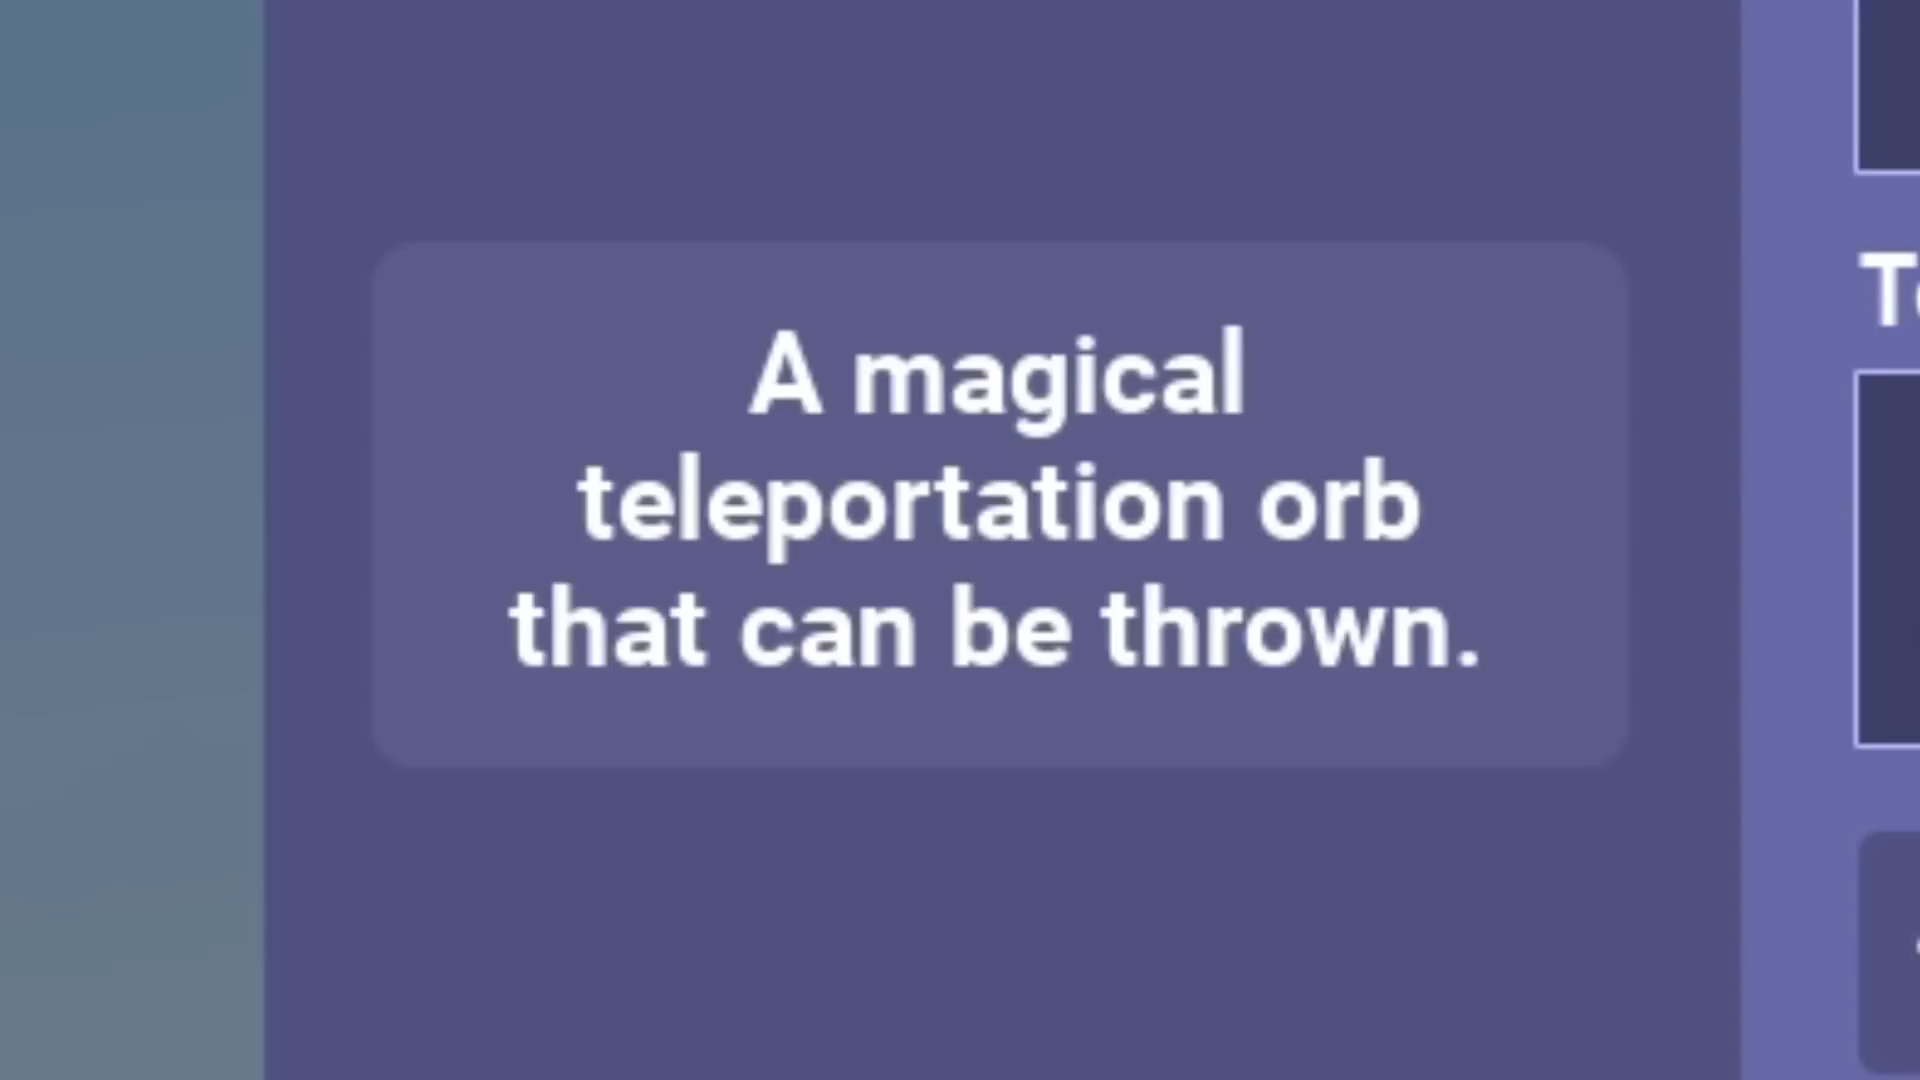 A magical
teleportation orb
that can be thrown.